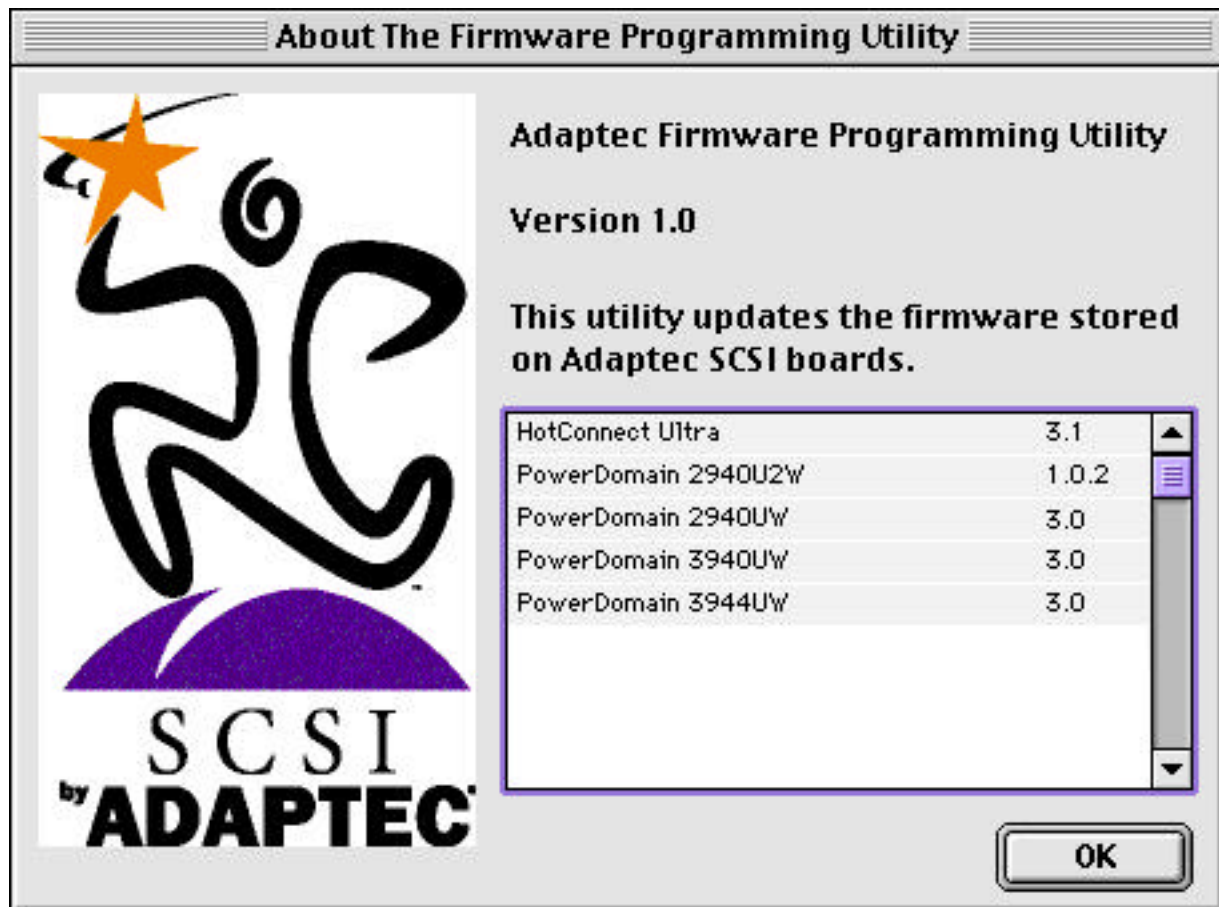 About The Firmware Programming Utility
Adaptec Firmware Programming Utility
Version 1.0
This utility updates the firmware stored
on Adaptec SCSI boards.
HotConnect Ultra 3.1
PowerDomain 2940U2W 1.0.2
PowerDomain 2940UW 3.0
PowerDomain 3940UW 3.0
PowerDomain 3944UW 3.0
SCSI
by ADAPTEC
OK